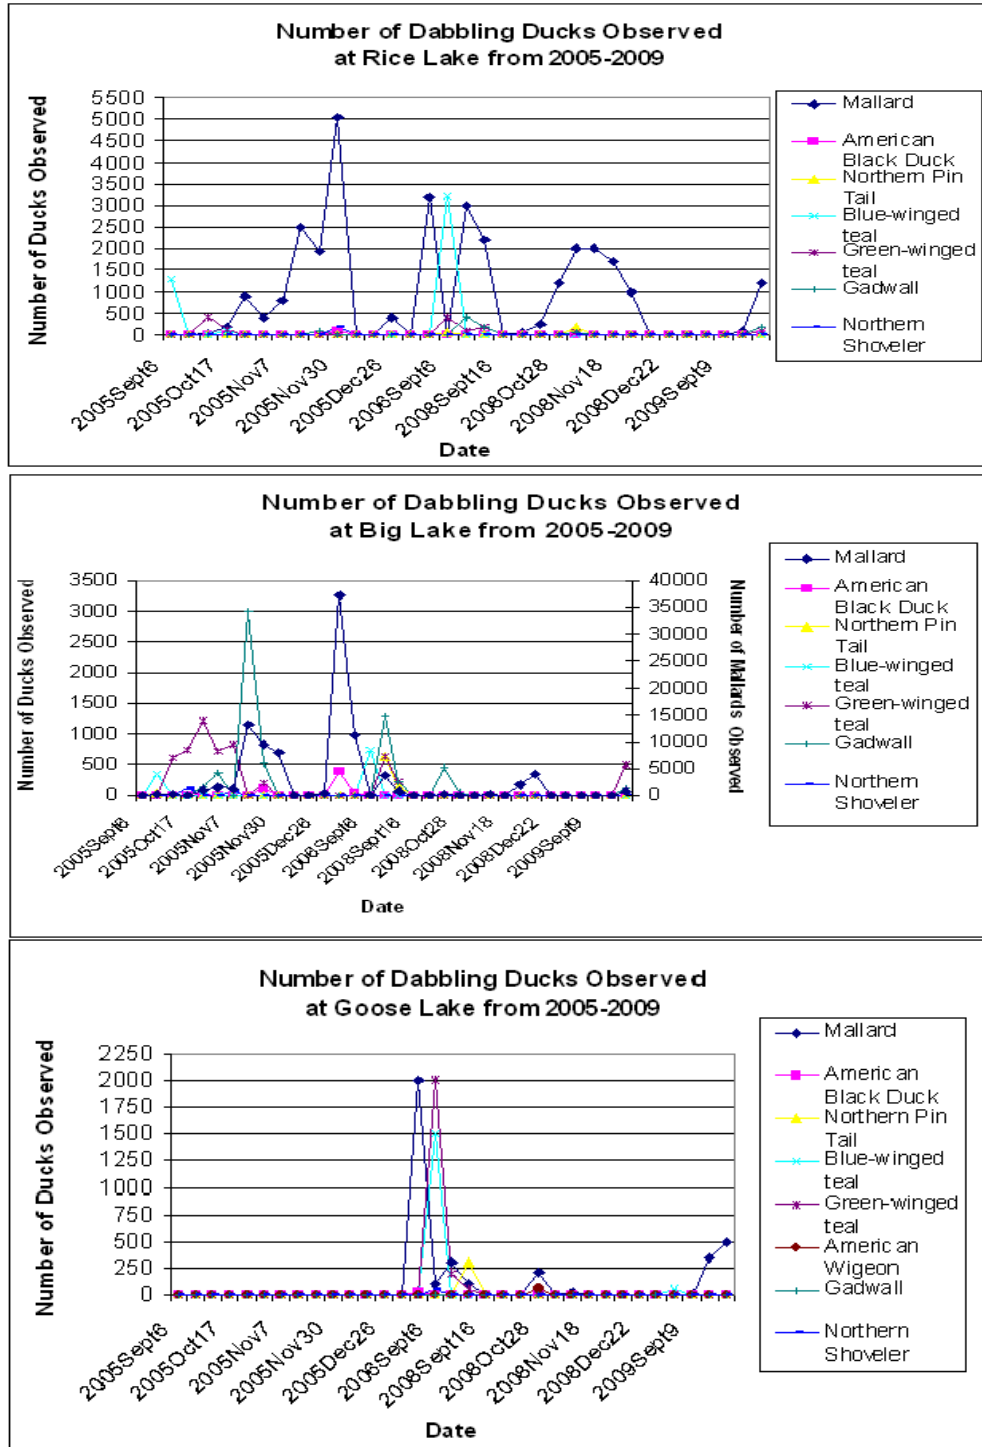 Number of Dabbling Ducks Observed
at Rice Lake from 2005-2009
Number of Ducks Observed
5500
5000
4500
4000
3500
3000
2500
2000
1500
1000
500
0
2005Sept6
2005Oct17
2005Nov7
2005Nov30
2005Dec26
2008Sept6
2008Sept16
2008Oct28
2008Nov18
2008Dec22
2009Sept9
Date
Mallard
American
Black Duck
Northern Pin
Tail
Blue-winged
teal
Green-winged
teal
Gadwall
Northern
Shoveler
Number of Dabbling Ducks Observed
at Big Lake from 2005-2009
Number of Ducks Observed
3500
3000
2500
2000
1500
1000
500
0
40000
35000
30000
25000
20000
15000
10000
5000
0
Number of Mallards Observed
2005Sept6
2005Oct17
2005Nov7
2005Nov30
2005Dec26
2008Sept6
2008Sept16
2008Oct28
2008Nov18
2008Dec22
2009Sept9
Date
Mallard
American
Black Duck
Northern Pin
Tail
Blue-winged
teal
Green-winged
teal
Gadwall
Northern
Shoveler
Number of Dabbling Ducks Observed
at Goose Lake from 2005-2009
Number of Ducks Observed
2250
2000
1750
1500
1250
1000
750
500
250
0
2005Sept6
2005Oct17
2005Nov7
2005Nov30
2005Dec26
2008Sept6
2008Sept16
2008Oct28
2008Nov18
2008Dec22
2009Sept9
Date
Mallard
American
Black Duck
Northern Pin
Tail
Blue-winged
teal
Green-winged
teal
American
Wigeon
Gadwall
Northern
Shoveler